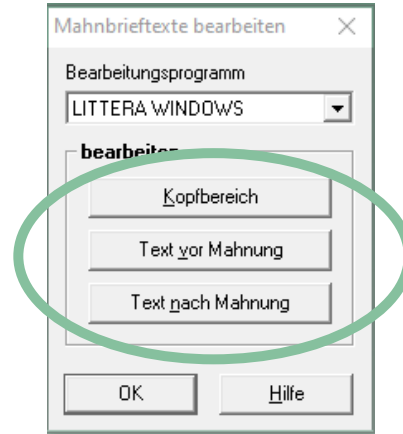 Mahnbrieftexte bearbeiten
Bearbeitungsprogramm
LITTERA WINDOWS
bearbeiten
Kopfbereich
Text vor Mahnung
Text nach Mahnung
OK Hilfe